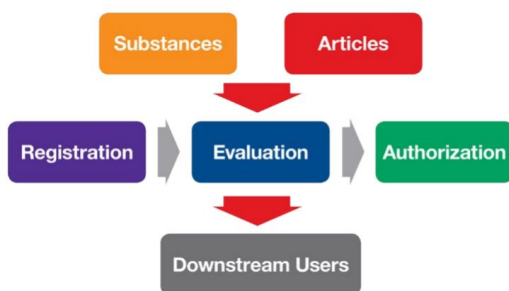 Substances
Articles
Registration
Evaluation
Authorization
Downstream Users